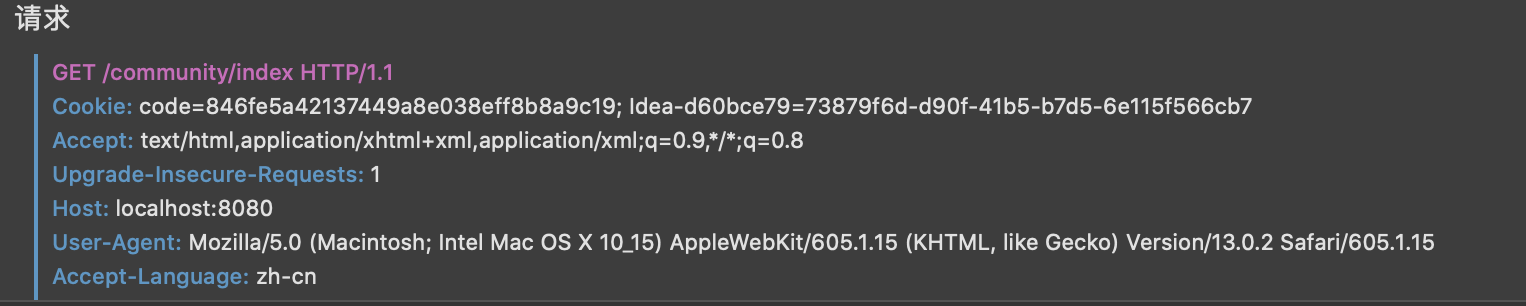 请求
GET /community/index HTTP/1.1
Cookie: code=846fe5a42137449a8e038eff8b8a9c19; Idea-d60bce79=73879f6d-d90f-41b5-b7d5-6e115f566cb7
Accept: text/html,application/xhtml+xml,application/xml;q=0.9,*/*;q=0.8
Upgrade-Insecure-Requests: 1
Host: localhost:8080
User-Agent: Mozilla/5.0 (Macintosh; Intel Mac OS X 10_15) AppleWebKit/605.1.15 (KHTML, like Gecko) Version/13.0.2 Safari/605.1.15
Accept-Language: zh-cn